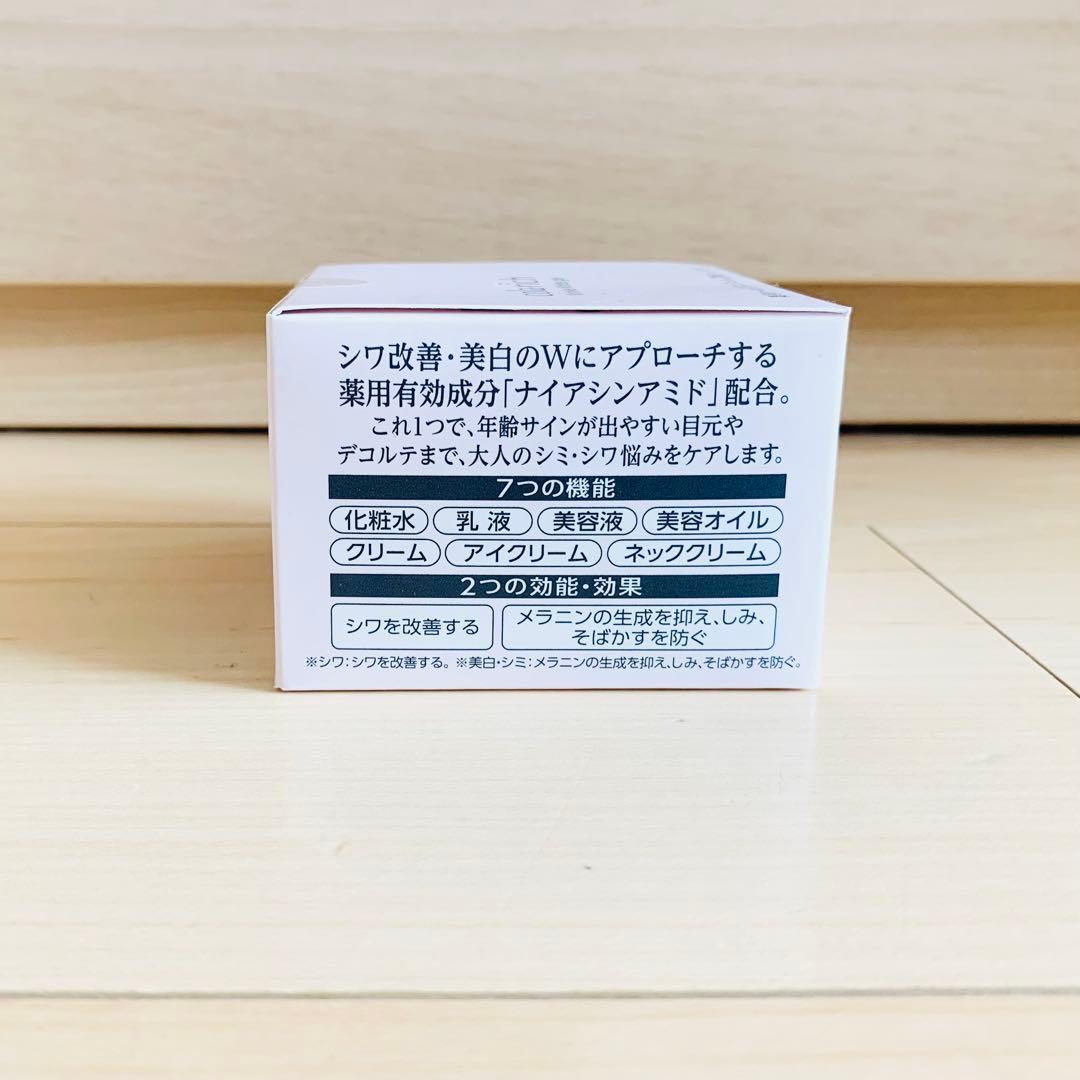 シワ改善・美白のWにアプローチする
薬用有効成分「ナイアシンアミド」配合。
これ1つで、年齢サインが出やすい目元や
デコルテまで、大人のシミ・シワ悩みをケアします。
7つの機能
化粧水 乳液 美容液 美容オイル
クリーム アイクリーム ネッククリーム
2つの効能・効果
シワを改善する
メラニンの生成を抑え、しみ、
そばかすを防ぐ
※シワ：シワを改善する。※美白・シミ：メラニンの生成を抑え、しみ、そばかすを防ぐ。